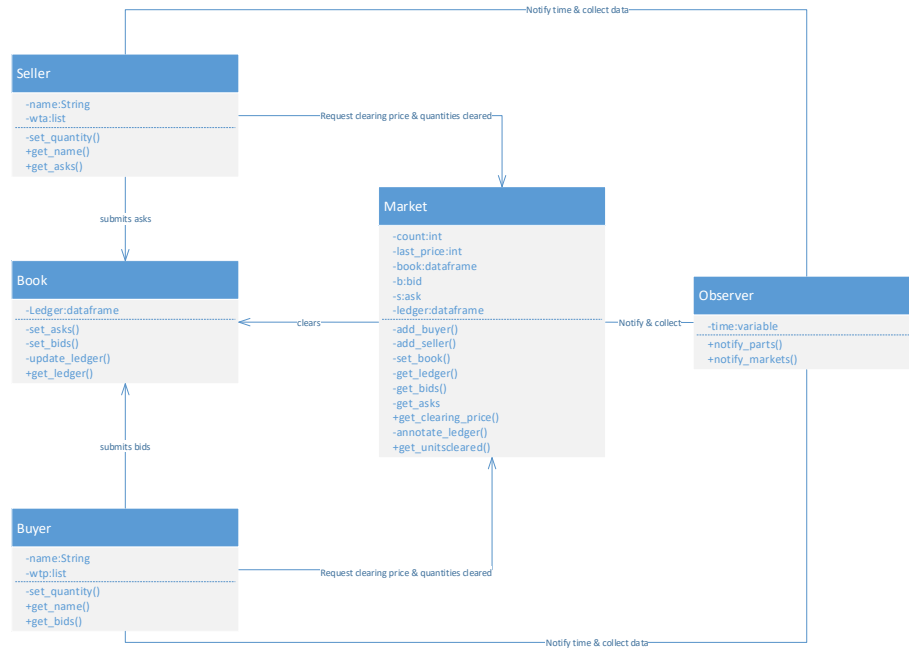 Notify time & collect data
Seller
-name:String
-wta:list
-set_quantity()
+get_name()
+get_asks()
Request clearing price & quantities cleared
submits asks
Market
-count:int
-last_price:int
-book:dataframe
-b:bid
-s:ask
-ledger:dataframe
-add_buyer()
-add_seller()
-set_book()
-get_ledger()
-get_bids()
-get_asks
+get_clearing_price()
-annotate_ledger()
+get_unitscleared()
Book
-Ledger:dataframe
-set_asks()
-set_bids()
-update_ledger()
+get_ledger()
clears
Notify & collect
Observer
-time:variable
+notify_parts()
+notify_markets()
submits bids
Buyer
-name:String
-wtp:list
-set_quantity()
+get_name()
+get_bids()
Request clearing price & quantities cleared
Notify time & collect data